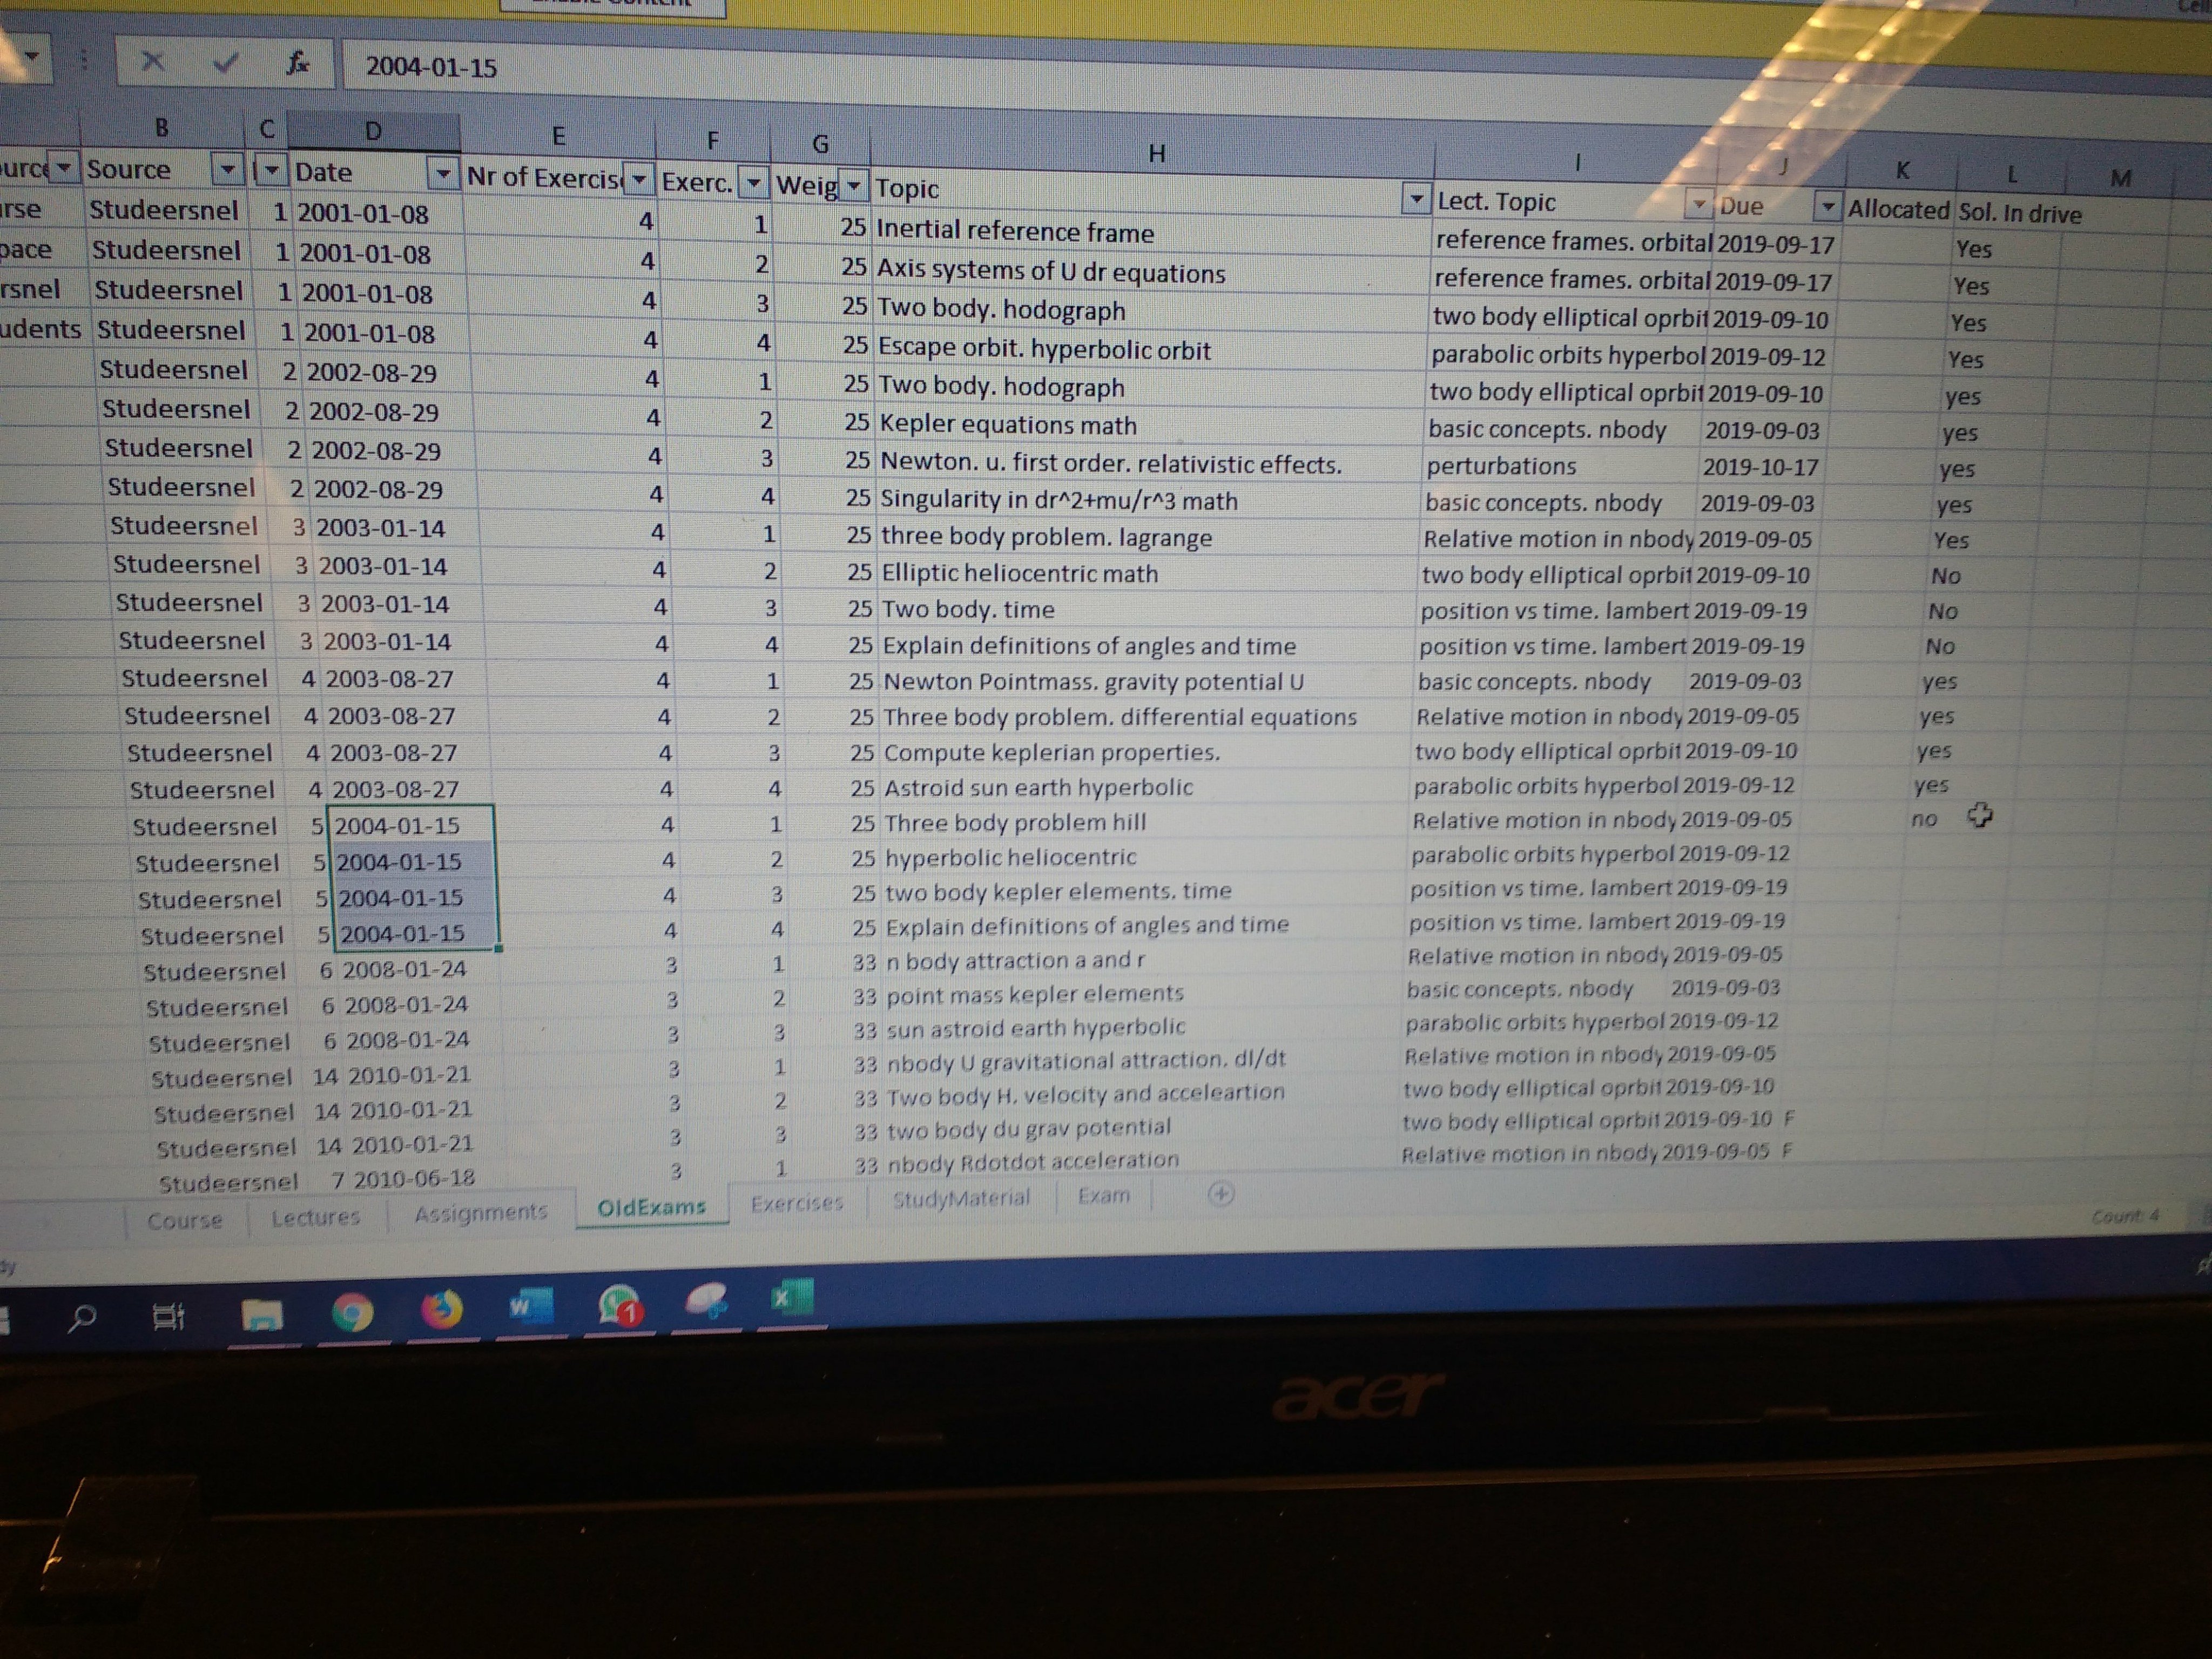 2004-01-15
B C D E F G H I J K L M
Source Date Nr of Exercis Exerc. Weig Topic Lect. Topic Due Allocated Sol. In drive
Studeersnel 1 2001-01-08 4 1 25 Inertial reference frame reference frames. orbital 2019-09-17 Yes
Studeersnel 1 2001-01-08 4 2 25 Axis systems of U dr equations reference frames. orbital 2019-09-17 Yes
Studeersnel 1 2001-01-08 4 3 25 Two body. hodograph two body elliptical oprbit 2019-09-10 Yes
udents Studeersnel 1 2001-01-08 4 4 25 Escape orbit. hyperbolic orbit parabolic orbits hyperbol 2019-09-12 Yes
Studeersnel 2 2002-08-29 4 1 25 Two body. hodograph two body elliptical oprbit 2019-09-10 yes
Studeersnel 2 2002-08-29 4 2 25 Kepler equations math basic concepts. nbody 2019-09-03 yes
Studeersnel 2 2002-08-29 4 3 25 Newton. u. first order. relativistic effects. perturbations 2019-10-17 yes
Studeersnel 2 2002-08-29 4 4 25 Singularity in dr^2+mu/r^3 math basic concepts. nbody 2019-09-03 yes
Studeersnel 3 2003-01-14 4 1 25 three body problem. lagrange Relative motion in nbody 2019-09-05 Yes
Studeersnel 3 2003-01-14 4 2 25 Elliptic heliocentric math two body elliptical oprbit 2019-09-10 No
Studeersnel 3 2003-01-14 4 3 25 Two body. time position vs time. lambert 2019-09-19 No
Studeersnel 3 2003-01-14 4 4 25 Explain definitions of angles and time position vs time. lambert 2019-09-19 No
Studeersnel 4 2003-08-27 4 1 25 Newton Pointmass. gravity potential U basic concepts. nbody 2019-09-03 yes
Studeersnel 4 2003-08-27 4 2 25 Three body problem. differential equations Relative motion in nbody 2019-09-05 yes
Studeersnel 4 2003-08-27 4 3 25 Compute keplerian properties. two body elliptical oprbit 2019-09-10 yes
Studeersnel 4 2003-08-27 4 4 25 Astroid sun earth hyperbolic parabolic orbits hyperbol 2019-09-12 yes
Studeersnel 5 2004-01-15 4 1 25 Three body problem hill Relative motion in nbody 2019-09-05 no
Studeersnel 5 2004-01-15 4 2 25 hyperbolic heliocentric parabolic orbits hyperbol 2019-09-12
Studeersnel 5 2004-01-15 4 3 25 two body kepler elements. time position vs time. lambert 2019-09-19
Studeersnel 5 2004-01-15 4 4 25 Explain definitions of angles and time position vs time. lambert 2019-09-19
Studeersnel 6 2008-01-24 3 1 33 n body attraction a and r Relative motion in nbody 2019-09-05
Studeersnel 6 2008-01-24 3 2 33 point mass kepler elements basic concepts. nbody 2019-09-03
Studeersnel 6 2008-01-24 3 3 33 sun astroid earth hyperbolic parabolic orbits hyperbol 2019-09-12
Studeersnel 14 2010-01-21 3 1 33 nbody U gravitational attraction. dI/dt Relative motion in nbody 2019-09-05
Studeersnel 14 2010-01-21 3 2 33 Two body H. velocity and acceleartion two body elliptical oprbit 2019-09-10
Studeersnel 14 2010-01-21 3 3 33 two body du grav potential two body elliptical oprbit 2019-09-10 F
Studeersnel 7 2010-06-18 3 1 33 nbody Rdotdot acceleration Relative motion in nbody 2019-09-05 F
Course Lectures Assignments OldExams Exercises StudyMaterial Exam
Count: 4
1
acer